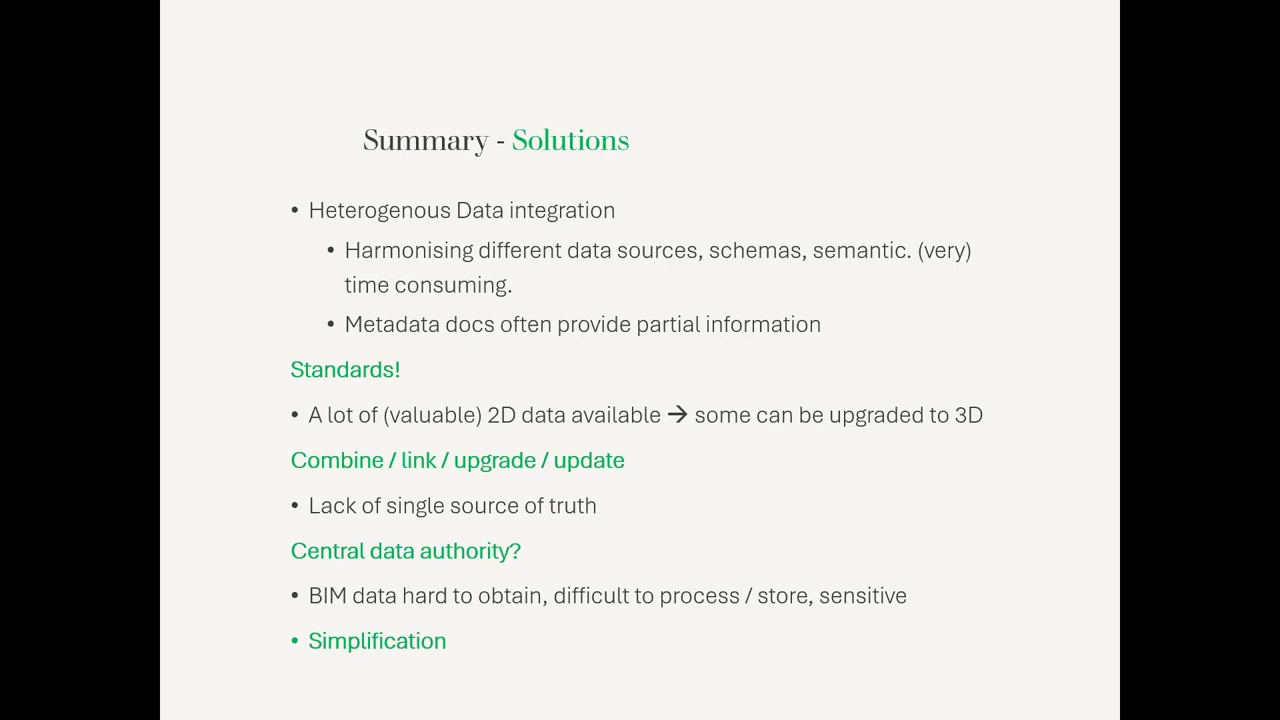 Summary - Solutions
• Heterogenous Data integration
• Harmonising different data sources, schemas, semantic. (very)
time consuming.
• Metadata docs often provide partial information
Standards!
• A lot of (valuable) 2D data available → some can be upgraded to 3D
Combine / link / upgrade / update
• Lack of single source of truth
Central data authority?
• BIM data hard to obtain, difficult to process / store, sensitive
• Simplification